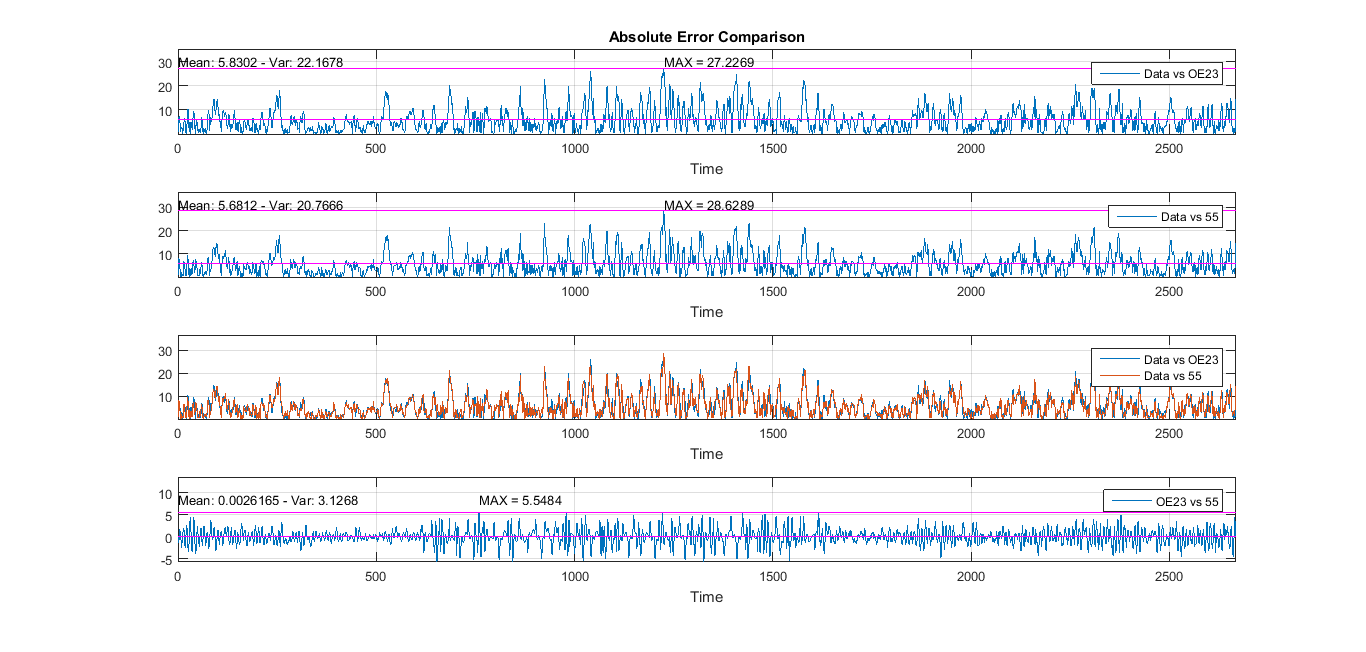 Absolute Error Comparison
Mean: 5.8302 - Var: 22.1678
MAX = 27.2269
Data vs OE23
30
20
10
0
500
1000
1500
2000
2500
Time
Mean: 5.6812 - Var: 20.7666
MAX = 28.6289
Data vs 55
30
20
10
0
500
1000
1500
2000
2500
Time
Data vs OE23
Data vs 55
30
20
10
0
500
1000
1500
2000
2500
Time
Mean: 0.0026165 - Var: 3.1268
MAX = 5.5484
OE23 vs 55
10
5
0
-5
0
500
1000
1500
2000
2500
Time